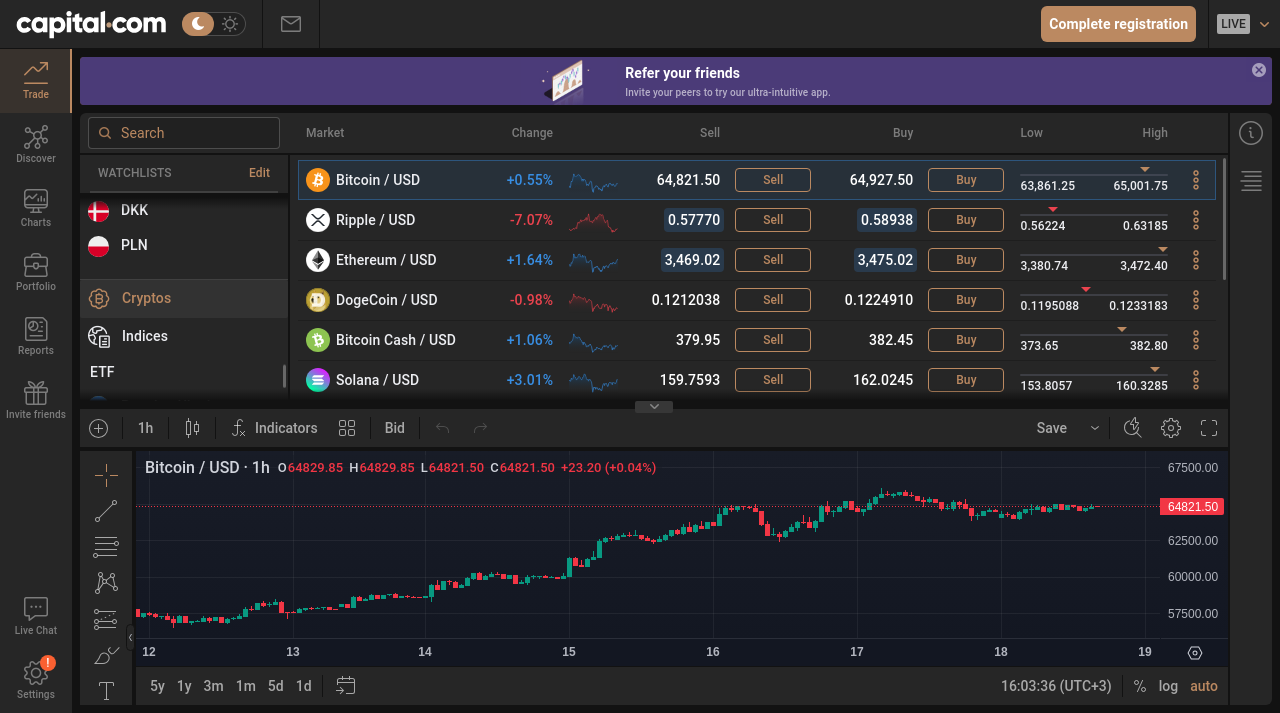 capital.com
Complete registration
LIVE
Trade
Discover
Charts
Portfolio
Reports
Invite friends
Live Chat
!
Settings
Refer your friends
Invite your peers to try our ultra-intuitive app.
Search
WATCHLISTS Edit
DKK
PLN
Cryptos
Indices
ETF
Market Change Sell Buy Low High
Bitcoin / USD +0.55% 64,821.50 Sell 64,927.50 Buy 63,861.25 65,001.75
Ripple / USD -7.07% 0.57770 Sell 0.58938 Buy 0.56224 0.63185
Ethereum / USD +1.64% 3,469.02 Sell 3,475.02 Buy 3,380.74 3,472.40
DogeCoin / USD -0.98% 0.1212038 Sell 0.1224910 Buy 0.1195088 0.1233183
Bitcoin Cash / USD +1.06% 379.95 Sell 382.45 Buy 373.65 382.80
Solana / USD +3.01% 159.7593 Sell 162.0245 Buy 153.8057 160.3285
1h Indicators Bid Save
Bitcoin / USD · 1h O64829.85 H64829.85 L64821.50 C64821.50 +23.20 (+0.04%)
67500.00
64821.50
62500.00
60000.00
57500.00
12 13 14 15 16 17 18 19
5y 1y 3m 1m 5d 1d 16:03:36 (UTC+3) % log auto